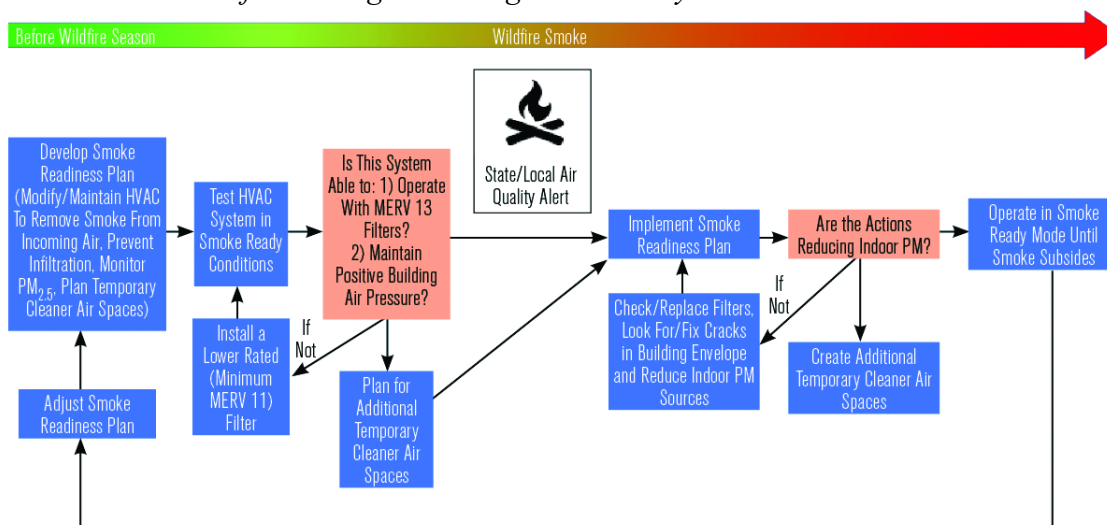 Before Wildfire Season
Wildfire Smoke
State/Local Air
Quality Alert
Develop Smoke
Readiness Plan
(Modify/Maintain HVAC
To Remove Smoke From
Incoming Air, Prevent
Infiltration, Monitor
PM2.5, Plan Temporary
Cleaner Air Spaces)
Test HVAC
System in
Smoke Ready
Conditions
Is This System
Able to: 1) Operate
With MERV 13
Filters?
2) Maintain
Positive Building
Air Pressure?
Implement Smoke
Readiness Plan
Are the Actions
Reducing Indoor PM?
Operate in Smoke
Ready Mode Until
Smoke Subsides
If
Not
If
Not
Install a
Lower Rated
(Minimum
MERV 11)
Filter
Plan for
Additional
Temporary
Cleaner Air
Spaces
Check/Replace Filters,
Look For/Fix Cracks
in Building Envelope
and Reduce Indoor PM
Sources
Create Additional
Temporary Cleaner Air
Spaces
Adjust Smoke
Readiness Plan